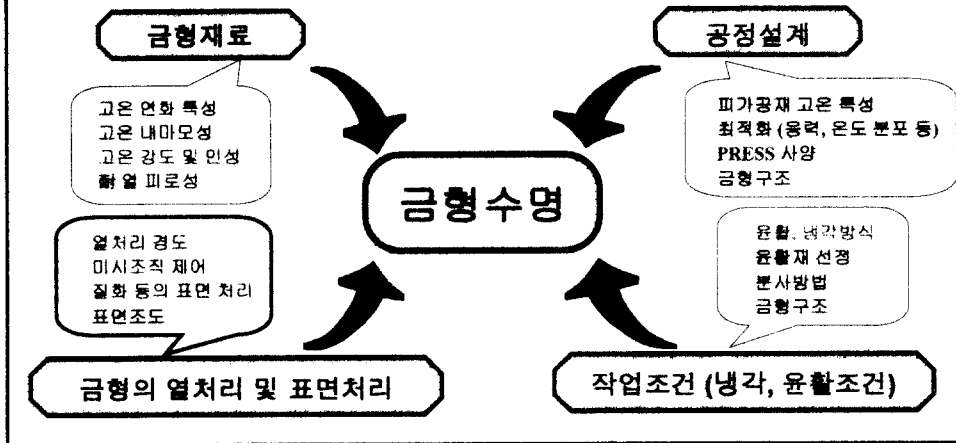 금형재료
고온 연화 특성
고온 내마모성
고온 강도 및 인성
耐 열 피로성
공정설계
피가공재 고온 특성
최적화 (응력, 온도 분포 등)
PRESS 사양
금형구조
금형수명
열처리 경도
미시조직 제어
질화 등의 표면 처리
표면조도
금형의 열처리 및 표면처리
윤활, 냉각방식
윤활재 선정
분사방법
금형구조
작업조건 (냉각, 윤활조건)